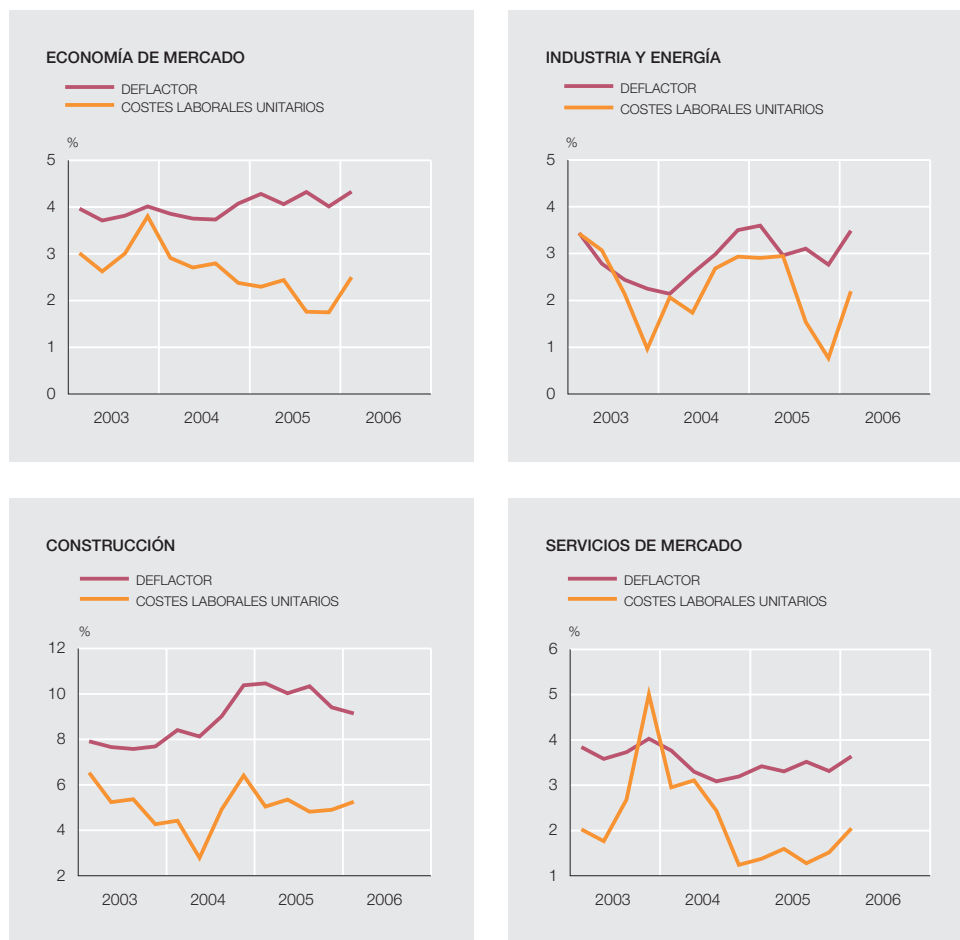 ECONOMÍA DE MERCADO
DEFLACTOR
COSTES LABORALES UNITARIOS
%
5
4
3
2
1
0
2003 2004 2005 2006
INDUSTRIA Y ENERGÍA
DEFLACTOR
COSTES LABORALES UNITARIOS
%
5
4
3
2
1
0
2003 2004 2005 2006
CONSTRUCCIÓN
DEFLACTOR
COSTES LABORALES UNITARIOS
%
12
10
8
6
4
2
2003 2004 2005 2006
SERVICIOS DE MERCADO
DEFLACTOR
COSTES LABORALES UNITARIOS
%
6
5
4
3
2
1
2003 2004 2005 2006